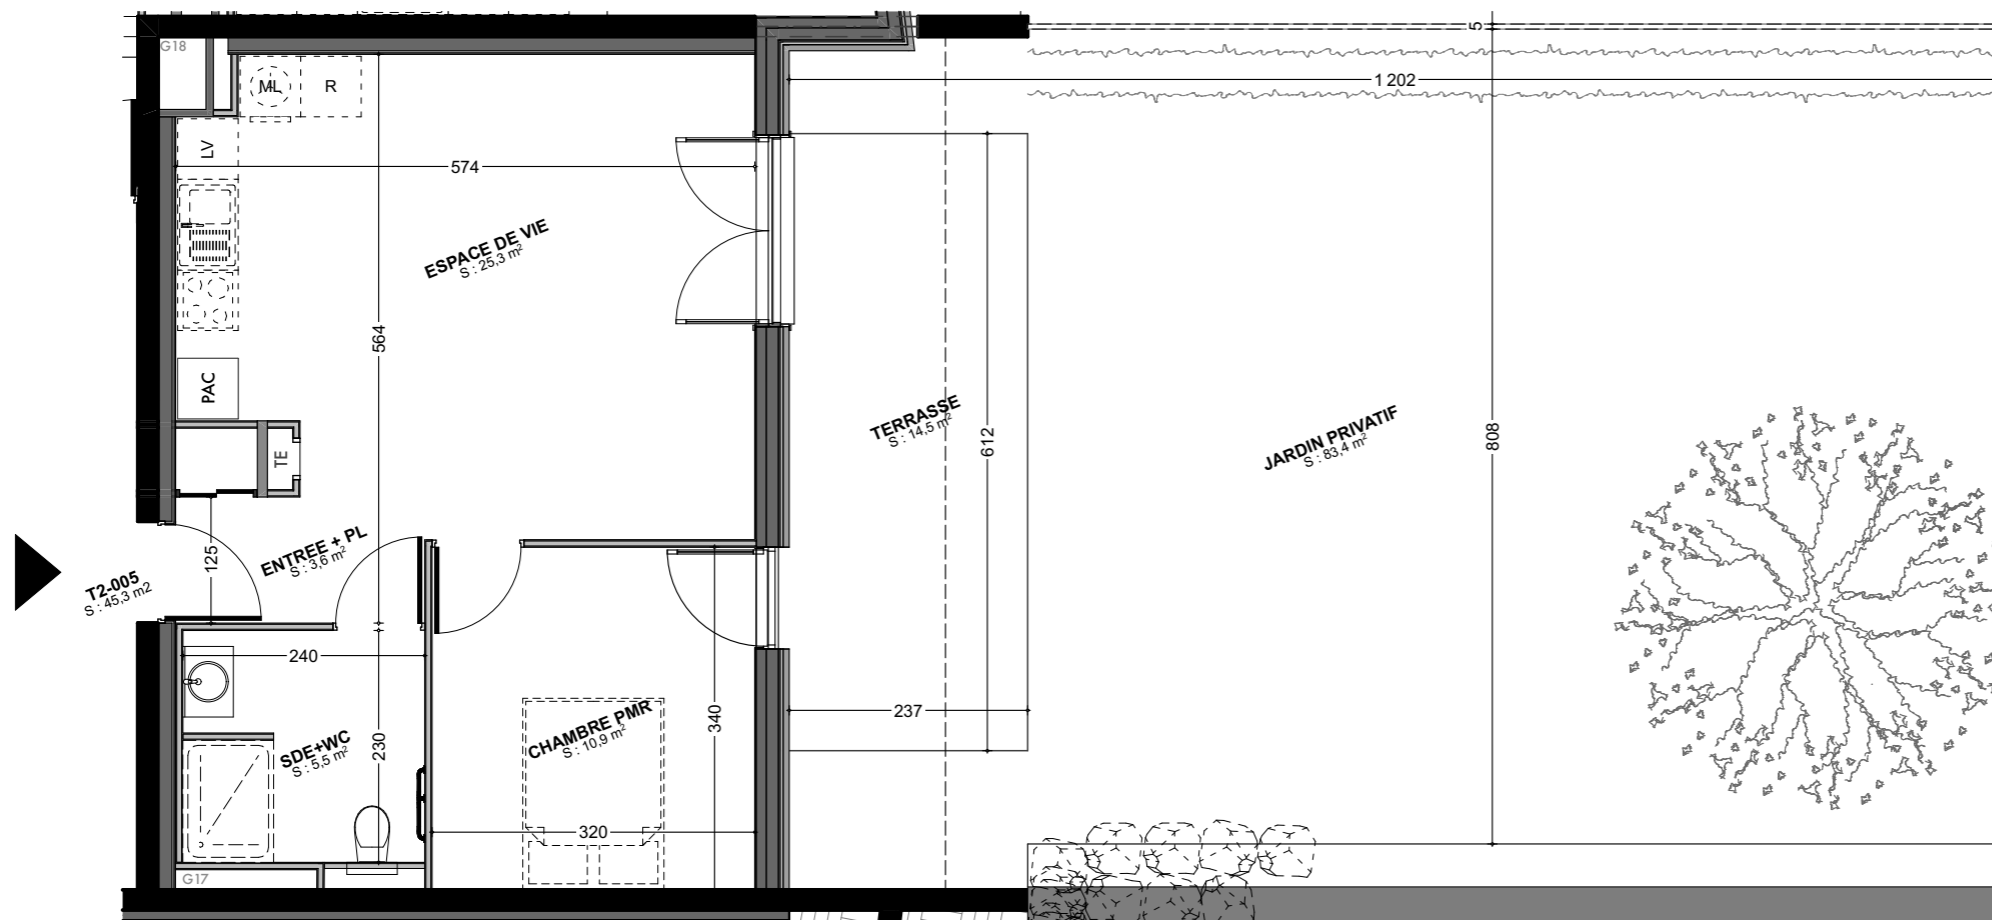 G18
5
ML
R
1 202
LV
574
ESPACE DE VIE
S : 25,3 m²
564
PAC
TERRASSE
S : 14,5 m²
612
JARDIN PRIVATIF
S : 83,4 m²
808
TE
125
ENTREE + PL
S : 3,6 m²
T2-005
S : 45,3 m2
240
237
340
CHAMBRE PMR
S : 10,9 m²
SDE+WC
S : 5,5 m²
230
320
G17